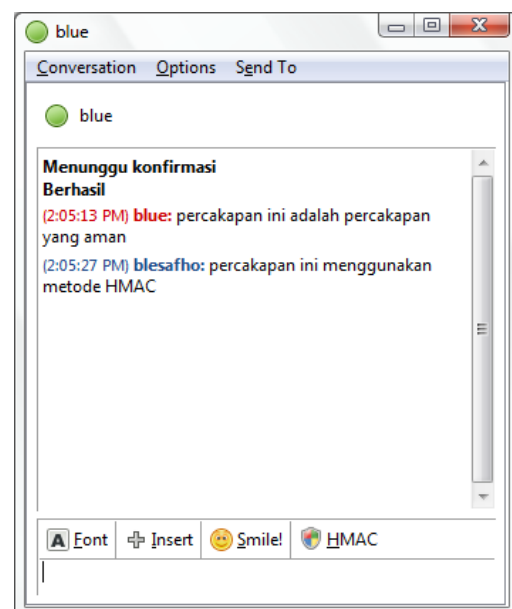 blue
Conversation Options Send To
blue
Menunggu konfirmasi
Berhasil
(2:05:13 PM) blue: percakapan ini adalah percakapan
yang aman
(2:05:27 PM) blesafho: percakapan ini menggunakan
metode HMAC
A Font Insert Smile! HMAC